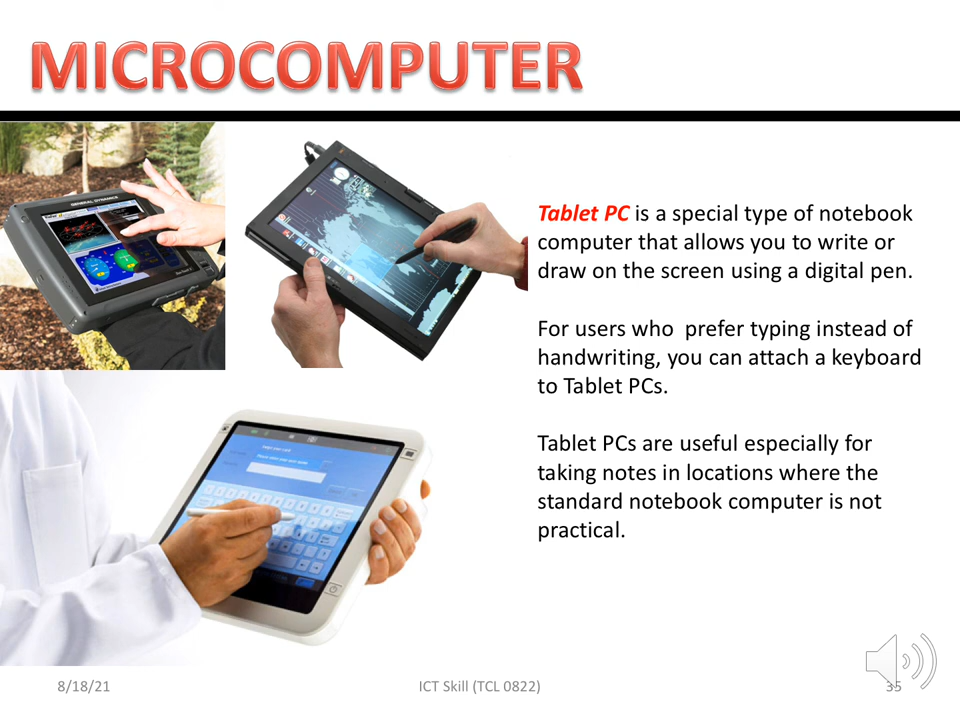 MICROCOMPUTER
GENERAL DYNAMICS
Tablet PC is a special type of notebook
computer that allows you to write or
draw on the screen using a digital pen.
For users who  prefer typing instead of
handwriting, you can attach a keyboard
to Tablet PCs.
Tablet PCs are useful especially for
taking notes in locations where the
standard notebook computer is not
practical.
8/18/21
ICT Skill (TCL 0822)
35